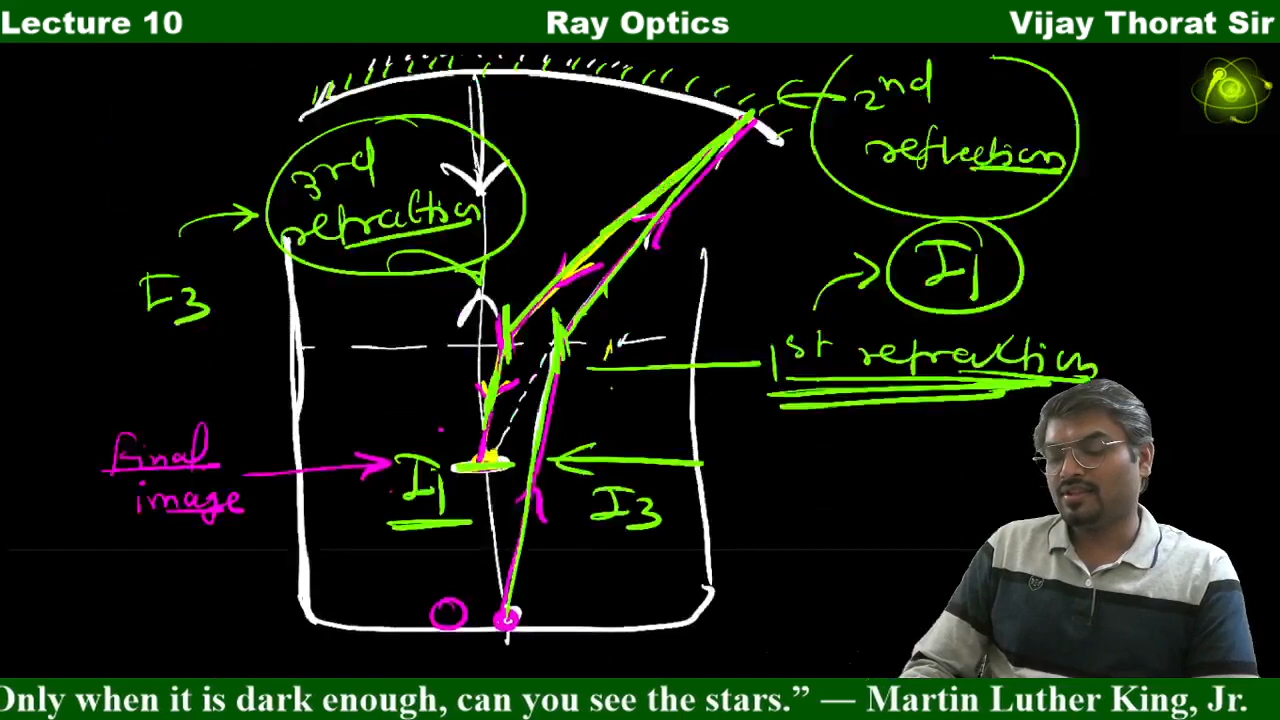 Lecture 10
Ray Optics
Vijay Thorat Sir
2nd
reflection
3rd
refraction
I1
I3
1st refraction
Final
image
I1
I3
O
Only when it is dark enough, can you see the stars.” — Martin Luther King, Jr.